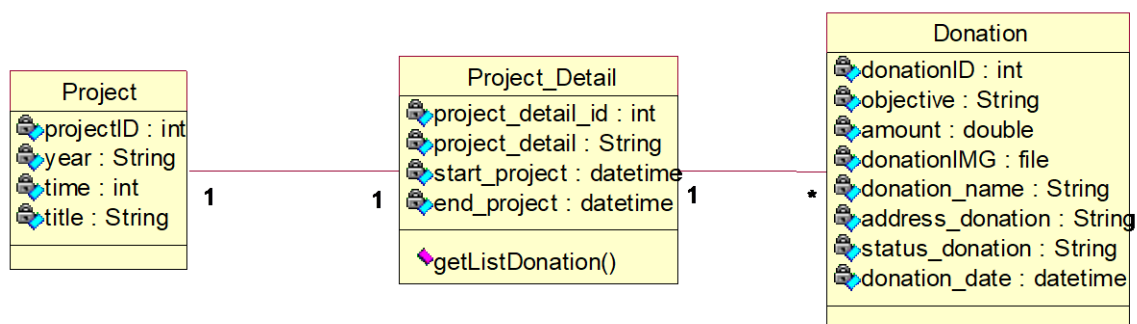 Project
projectID : int
year : String
time : int
title : String
1
1
Project_Detail
project_detail_id : int
project_detail : String
start_project : datetime
end_project : datetime
getListDonation()
1
*
Donation
donationID : int
objective : String
amount : double
donationIMG : file
donation_name : String
address_donation : String
status_donation : String
donation_date : datetime